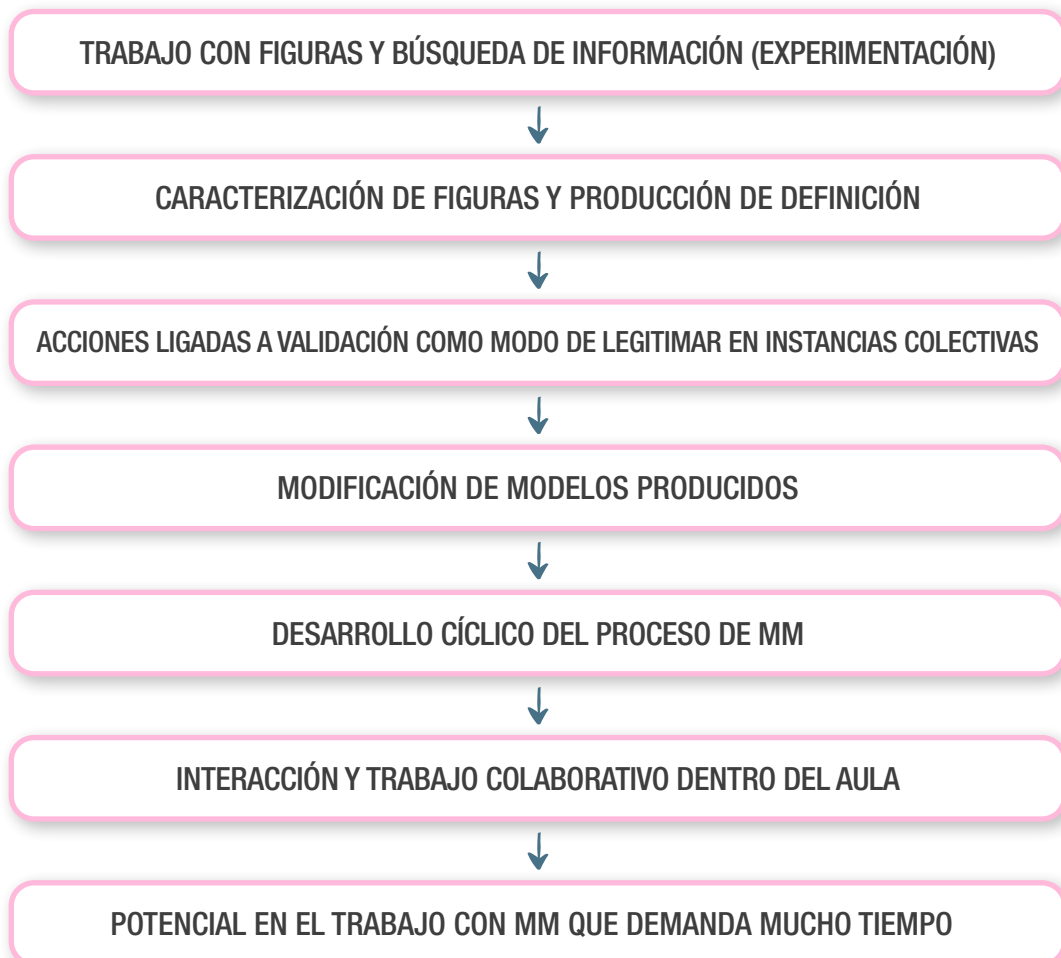 TRABAJO CON FIGURAS Y BÚSQUEDA DE INFORMACIÓN (EXPERIMENTACIÓN)
CARACTERIZACIÓN DE FIGURAS Y PRODUCCIÓN DE DEFINICIÓN
ACCIONES LIGADAS A VALIDACIÓN COMO MODO DE LEGITIMAR EN INSTANCIAS COLECTIVAS
MODIFICACIÓN DE MODELOS PRODUCIDOS
DESARROLLO CÍCLICO DEL PROCESO DE MM
INTERACCIÓN Y TRABAJO COLABORATIVO DENTRO DEL AULA
POTENCIAL EN EL TRABAJO CON MM QUE DEMANDA MUCHO TIEMPO